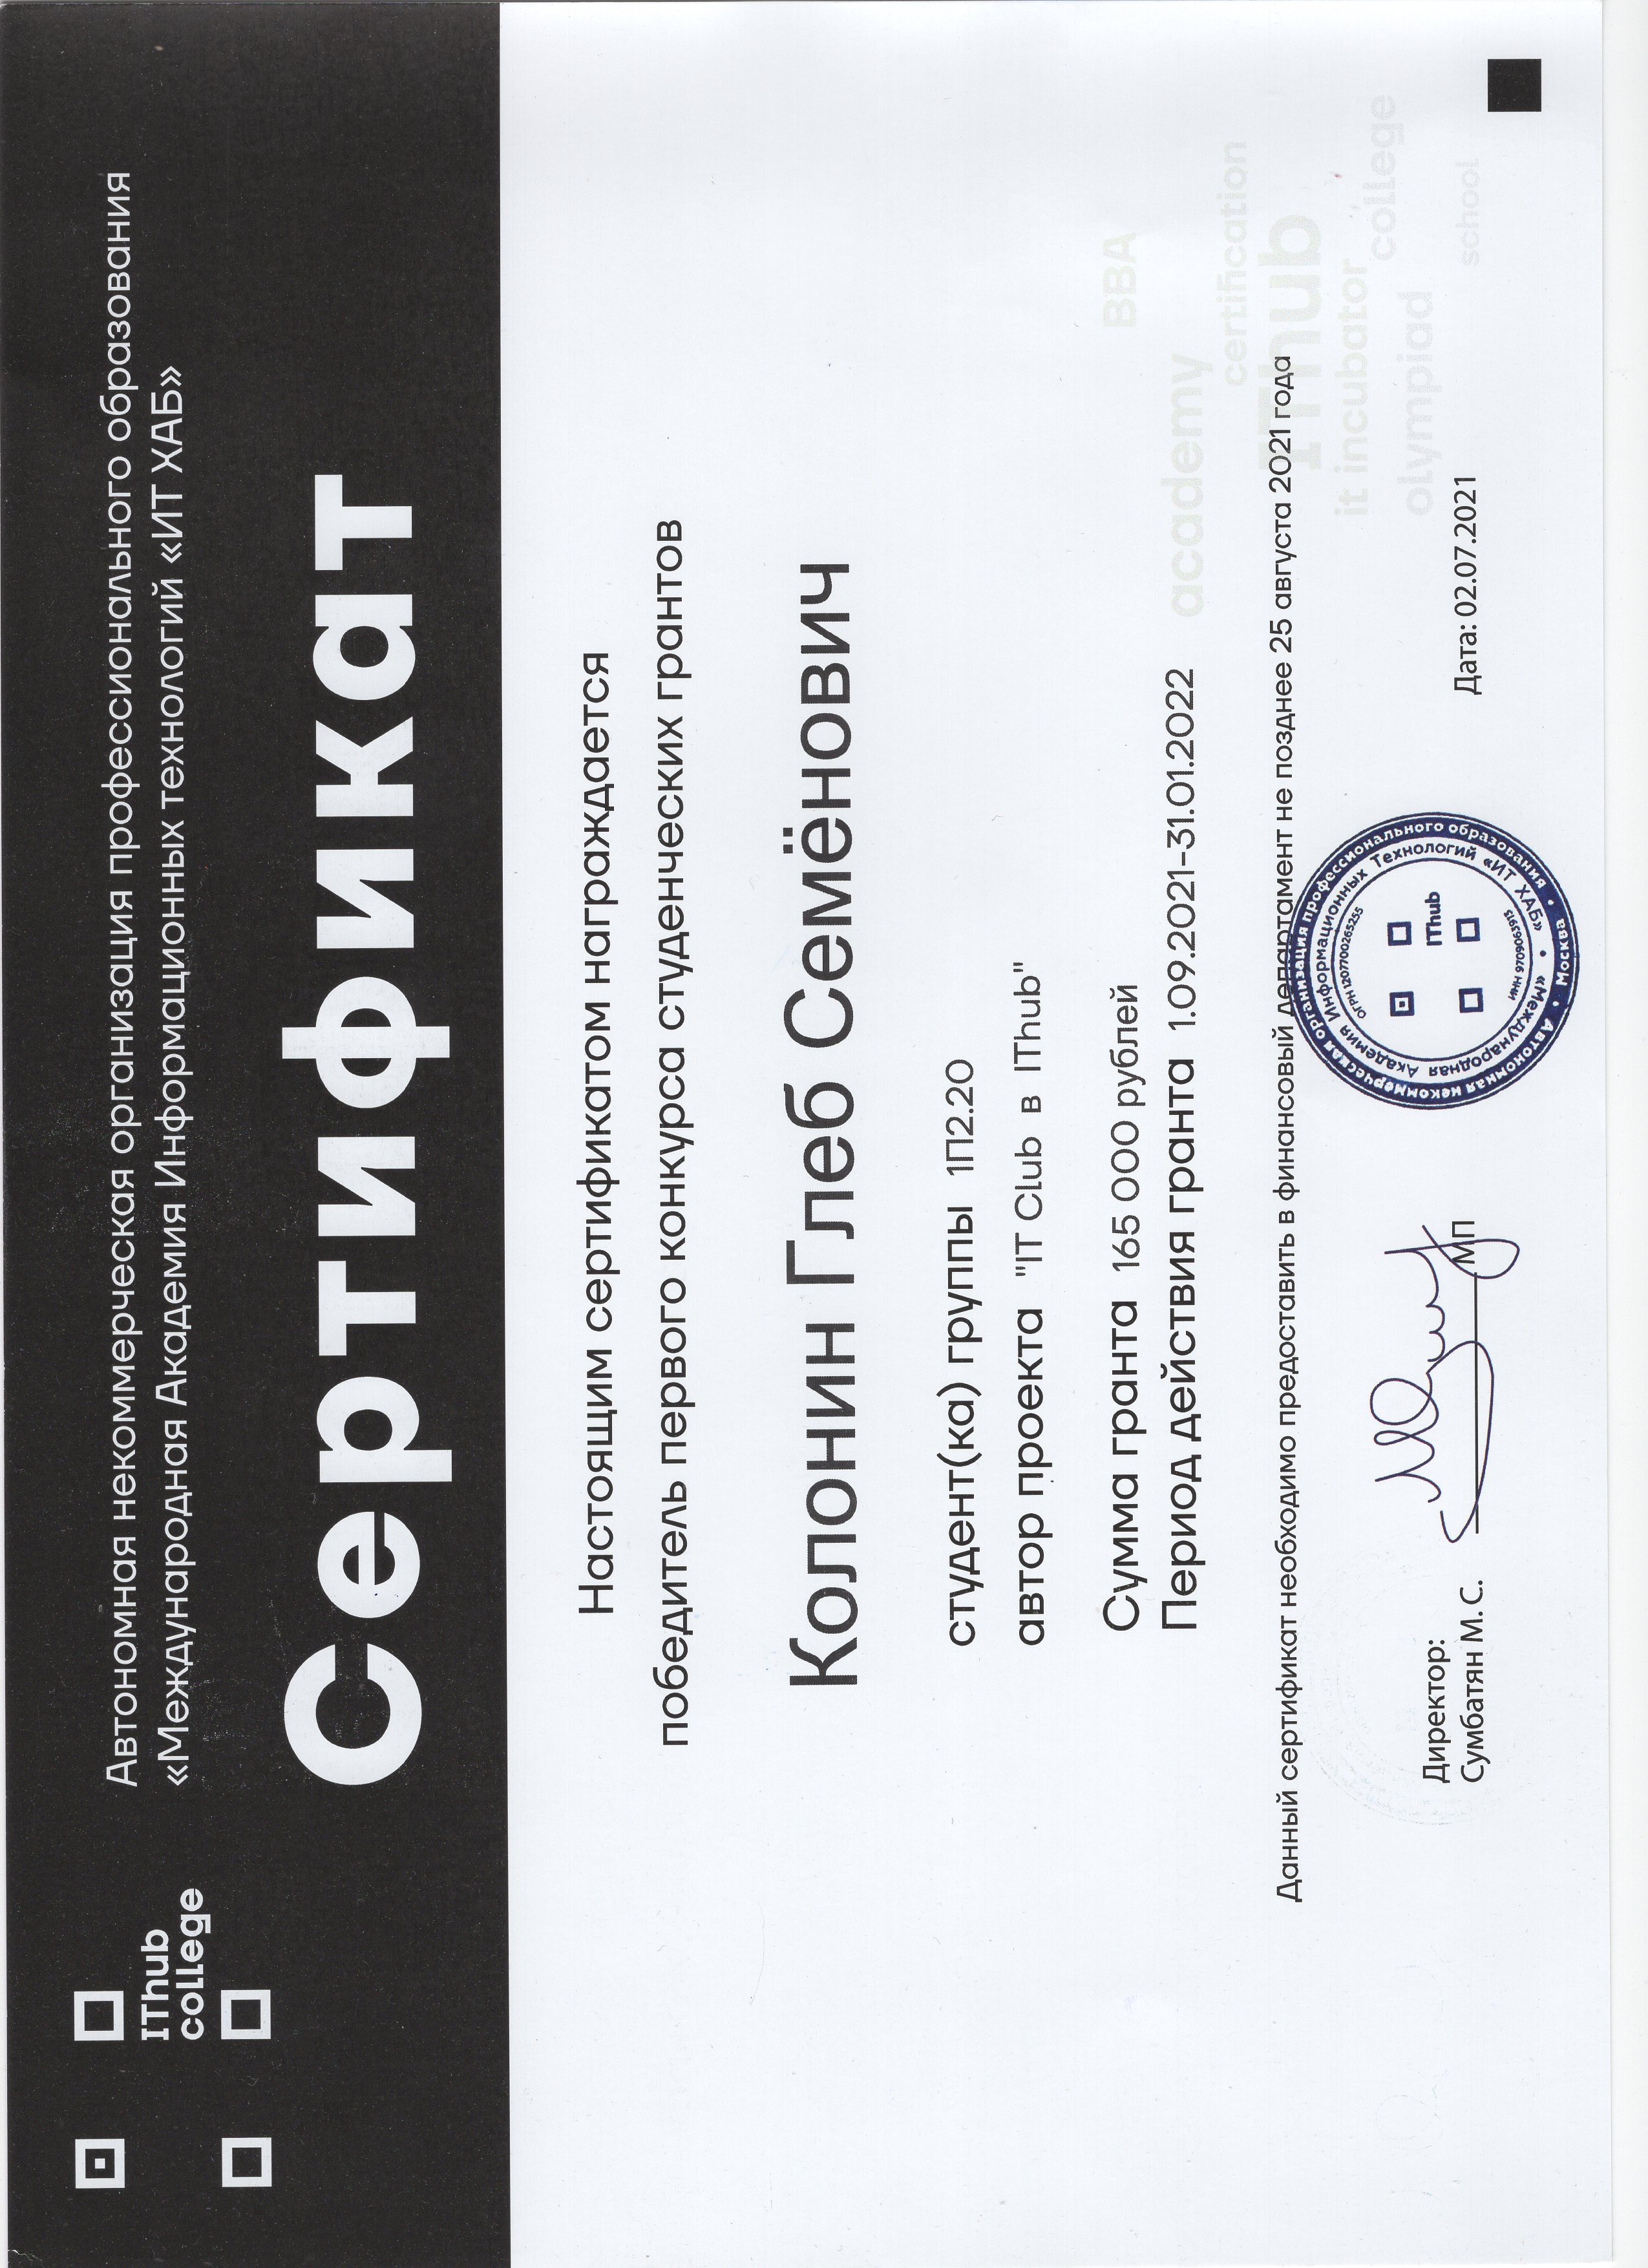 IThub
college
Автономная некоммерческая организация профессионального образования
«Международная Академия Информационных технологий «ИТ ХАБ»
Сертификат
Настоящим сертификатом награждается
победитель первого конкурса студенческих грантов
Колонин Глеб Семёнович
студент(ка) группы 1П2.20
автор проекта "IT Club в IThub"
Сумма гранта 165 000 рублей
Период действия гранта 1.09.2021-31.01.2022
BBA
academy
certification
IThub
it incubator
college
olympiad
school
Данный сертификат необходимо предоставить в финансовый департамент не позднее 25 августа 2021 года
Директор:
Сумбатян М. С.
МП
Автономная некоммерческая организация профессионального образования • Москва •
«Международная Академия Информационных Технологий «ИТ ХАБ» •
ОГРН 1207700265255
IThub
ИНН 9709063913
Дата: 02.07.2021